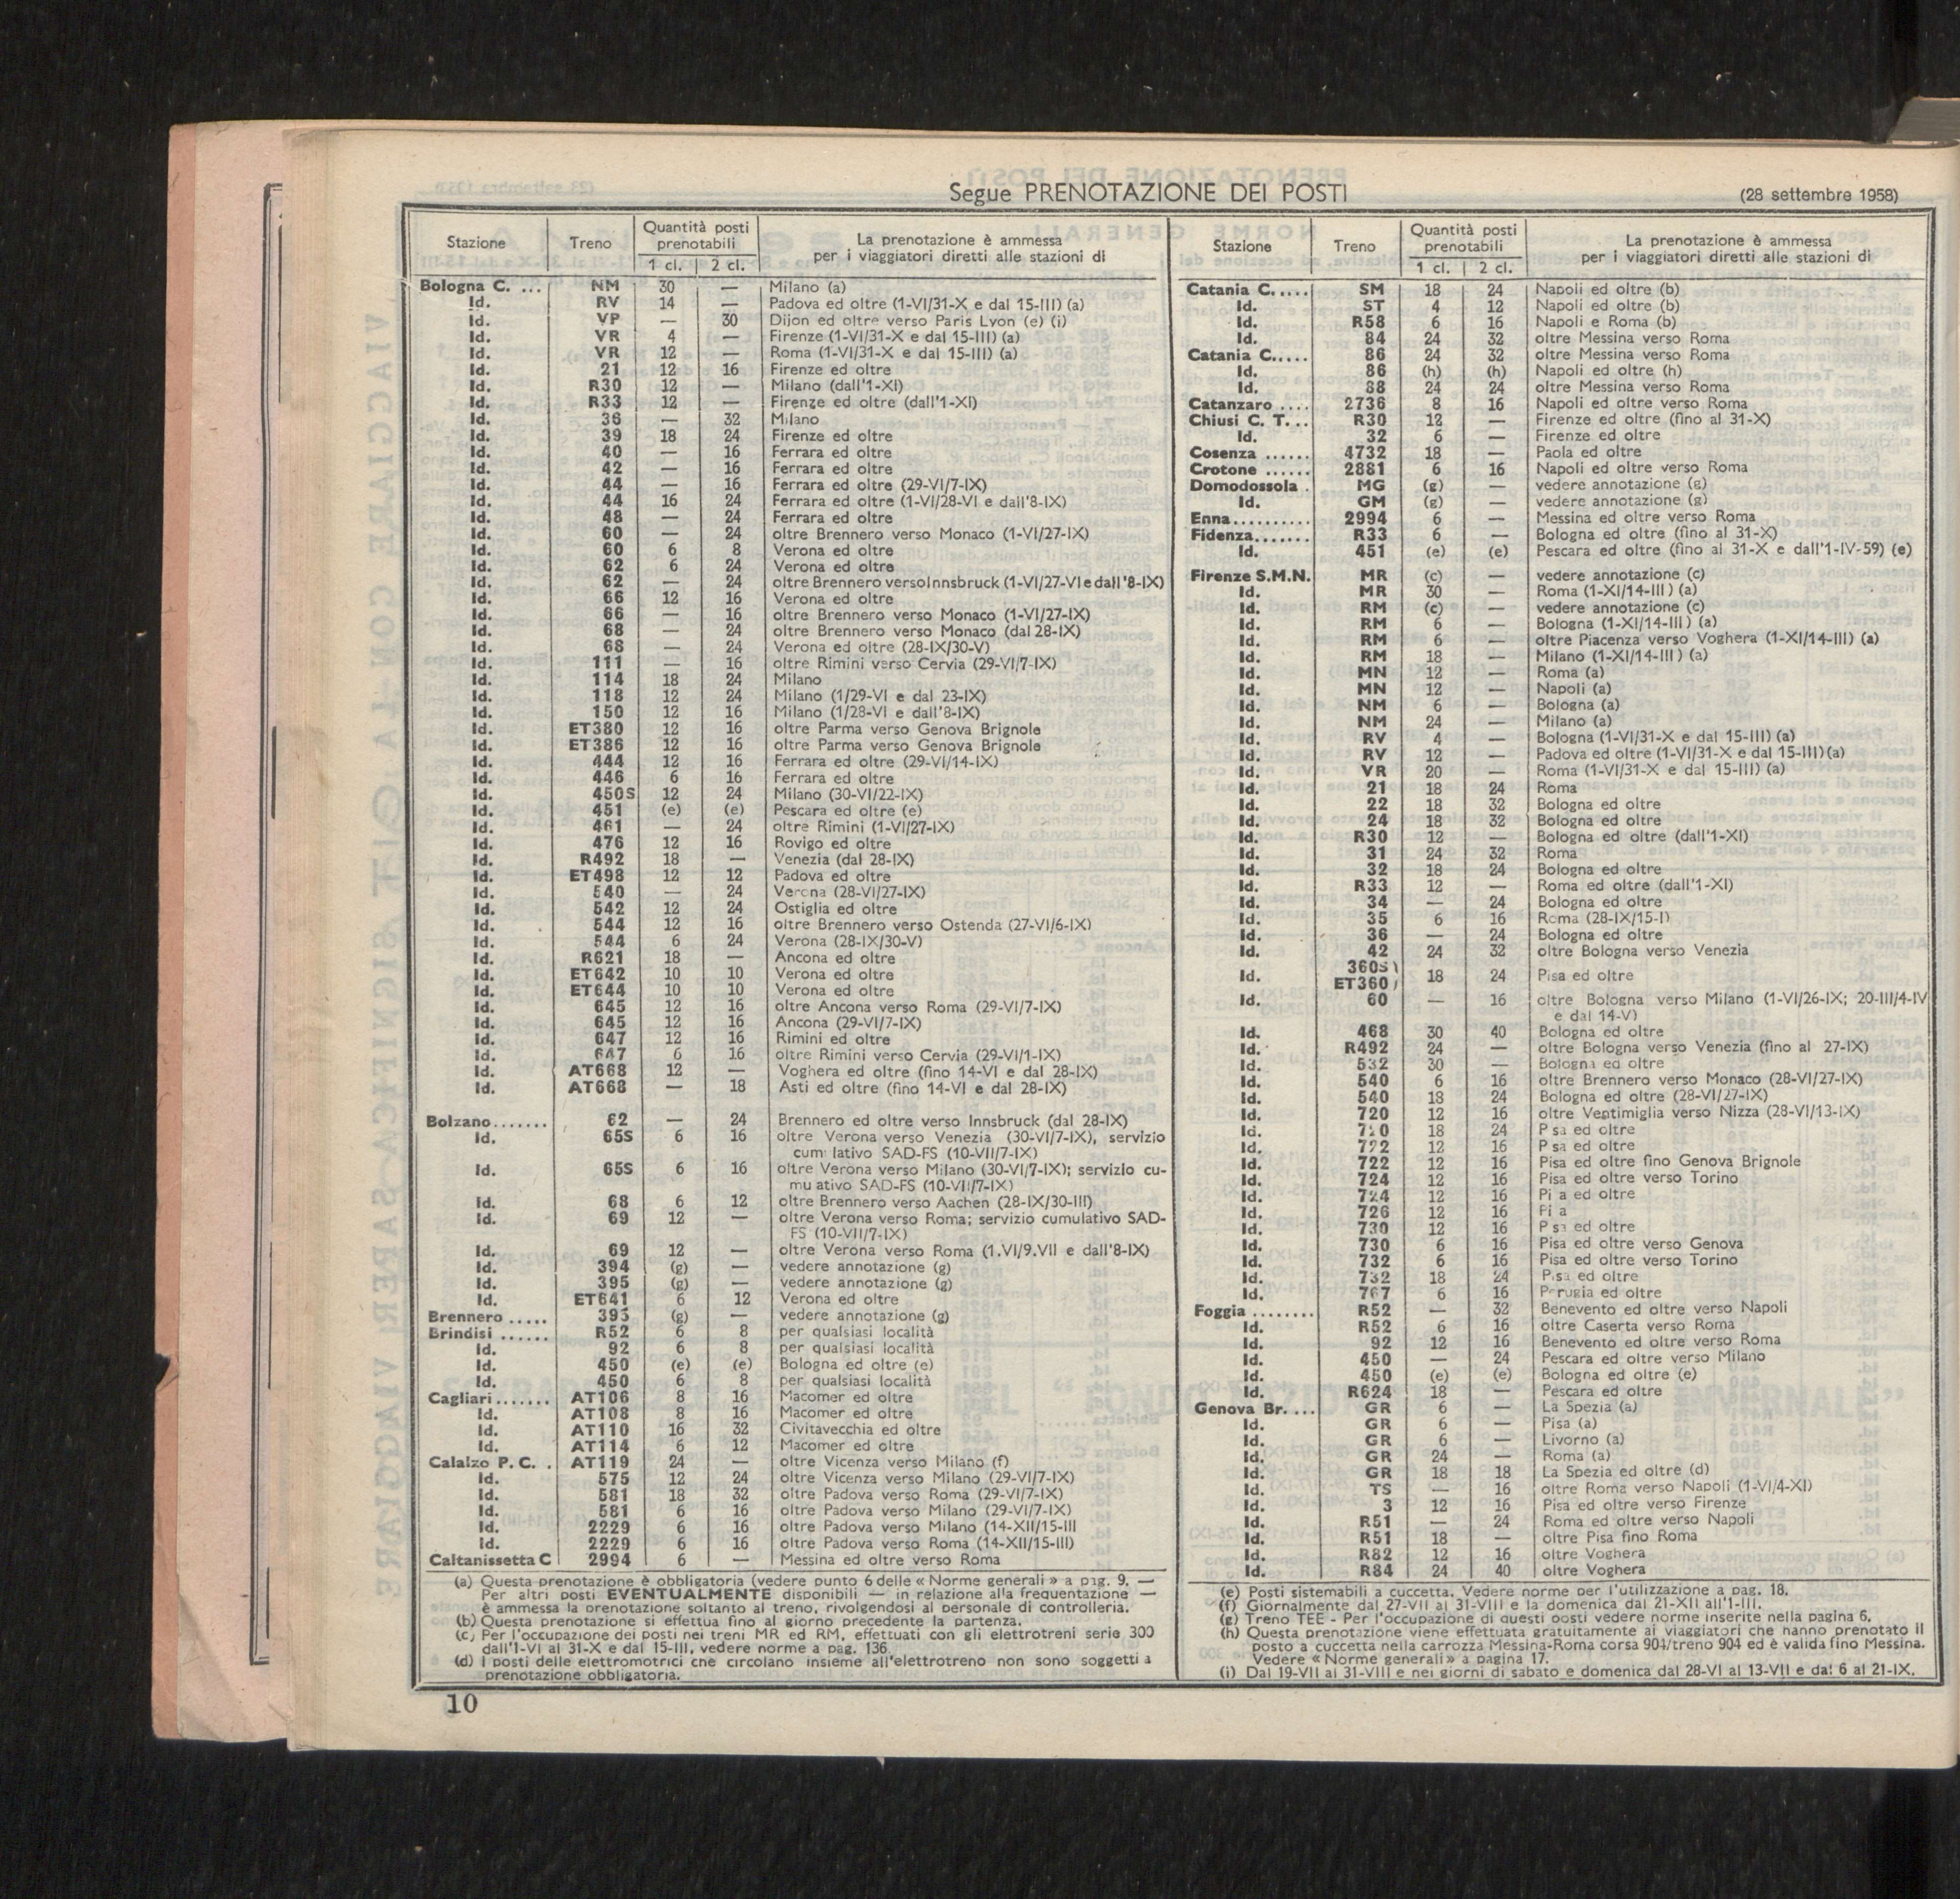 Segue PRENOTAZIONE DEI POSTI
(28 settembre 1958)
Stazione Treno Quantità posti prenotabili 1 cl. 2 cl. La prenotazione è ammessa per i viaggiatori diretti alle stazioni di
Bologna C. ... NM 30 — Milano (a)
Id. RV 14 — Padova ed oltre (1-VI/31-X e dal 15-III) (a)
Id. VP — 30 Dijon ed oltre verso Paris Lyon (e) (i)
Id. VR 4 — Firenze (1-VI/31-X e dal 15-III) (a)
Id. VR 12 — Roma (1-VI/31-X e dal 15-III) (a)
Id. 21 12 16 Firenze ed oltre
Id. R30 12 — Milano (dall'1-XI)
Id. R33 12 — Firenze ed oltre (dall'1-XI)
Id. 36 — 32 Milano
Id. 39 18 24 Firenze ed oltre
Id. 40 — 16 Ferrara ed oltre
Id. 42 — 16 Ferrara ed oltre
Id. 44 — 16 Ferrara ed oltre (29-VI/7-IX)
Id. 44 16 24 Ferrara ed oltre (1-VI/28-VI e dall'8-IX)
Id. 48 — 24 Ferrara ed oltre
Id. 60 — 24 oltre Brennero verso Monaco (1-VI/27-IX)
Id. 60 6 8 Verona ed oltre
Id. 62 6 24 Verona ed oltre
Id. 62 — 24 oltre Brennero verso Innsbruck (1-VI/27-VI e dall'8-IX)
Id. 66 12 16 Verona ed oltre
Id. 66 — 16 oltre Brennero verso Monaco (1-VI/27-IX)
Id. 68 — 24 oltre Brennero verso Monaco (dal 28-IX)
Id. 68 — 24 Verona ed oltre (28-IX/30-V)
Id. 111 — 16 oltre Rimini verso Cervia (29-VI/7-IX)
Id. 114 18 24 Milano
Id. 118 12 24 Milano (1/29-VI e dal 23-IX)
Id. 150 12 16 Milano (1/28-VI e dall'8-IX)
Id. ET380 12 16 oltre Parma verso Genova Brignole
Id. ET386 12 16 oltre Parma verso Genova Brignole
Id. 444 12 16 Ferrara ed oltre (29-VI/14-IX)
Id. 446 6 16 Ferrara ed oltre
Id. 450S 12 24 Milano (30-VI/22-IX)
Id. 451 (e) (e) Pescara ed oltre (e)
Id. 461 — 24 oltre Rimini (1-VI/27-IX)
Id. 476 12 16 Rovigo ed oltre
Id. R492 18 — Venezia (dal 28-IX)
Id. ET498 12 12 Padova ed oltre
Id. 540 — 24 Verona (28-VI/27-IX)
Id. 542 12 24 Ostiglia ed oltre
Id. 544 12 16 oltre Brennero verso Ostenda (27-VI/6-IX)
Id. 544 6 24 Verona (28-IX/30-V)
Id. R621 18 — Ancona ed oltre
Id. ET642 10 10 Verona ed oltre
Id. ET644 10 10 Verona ed oltre
Id. 645 12 16 oltre Ancona verso Roma (29-VI/7-IX)
Id. 645 12 16 Ancona (29-VI/7-IX)
Id. 647 12 16 Rimini ed oltre
Id. 647 6 16 oltre Rimini verso Cervia (29-VI/1-IX)
Id. AT668 12 — Voghera ed oltre (fino 14-VI e dal 28-IX)
Id. AT668 — 18 Asti ed oltre (fino 14-VI e dal 28-IX)
Bolzano....... 62 — 24 Brennero ed oltre verso Innsbruck (dal 28-IX)
Id. 65S 6 16 oltre Verona verso Venezia (30-VI/7-IX), servizio
cum lativo SAD-FS (10-VII/7-IX)
Id. 65S 6 16 oltre Verona verso Milano (30-VI/7-IX); servizio cu-
mu ativo SAD-FS (10-VII/7-IX)
Id. 68 6 12 oltre Brennero verso Aachen (28-IX/30-III)
Id. 69 12 — oltre Verona verso Roma; servizio cumulativo SAD-
FS (10-VII/7-IX)
Id. 69 12 — oltre Verona verso Roma (1.VI/9.VII e dall'8-IX)
Id. 394 (g) — vedere annotazione (g)
Id. 395 (g) — vedere annotazione (g)
Id. ET641 6 12 Verona ed oltre
Brennero ..... 395 (g) — vedere annotazione (g)
Brindisi ...... R52 6 8 per qualsiasi località
Id. 92 6 8 per qualsiasi località
Id. 450 (e) (e) Bologna ed oltre (e)
Id. 450 6 8 per qualsiasi località
Cagliari....... AT106 8 16 Macomer ed oltre
Id. AT108 8 16 Macomer ed oltre
Id. AT110 16 32 Civitavecchia ed oltre
Id. AT114 6 12 Macomer ed oltre
Calalzo P. C. . AT119 24 — oltre Vicenza verso Milano (f)
Id. 575 12 24 oltre Vicenza verso Milano (29-VI/7-IX)
Id. 581 18 32 oltre Padova verso Roma (29-VI/7-IX)
Id. 581 6 16 oltre Padova verso Milano (29-VI/7-IX)
Id. 2229 6 16 oltre Padova verso Milano (14-XII/15-III
Id. 2229 6 16 oltre Padova verso Roma (14-XII/15-III)
Caltanissetta C 2994 6 — Messina ed oltre verso Roma
(a) Questa prenotazione è obbligatoria (vedere punto 6 delle « Norme generali » a pag. 9. —
Per altri posti EVENTUALMENTE disponibili — in relazione alla frequentazione —
è ammessa la prenotazione soltanto al treno, rivolgendosi al personale di controlleria.
(b) Questa prenotazione si effettua fino al giorno precedente la partenza.
(c) Per l'occupazione dei posti nei treni MR ed RM, effettuati con gli elettrotreni serie 300
dall'1-VI al 31-X e dal 15-III, vedere norme a pag. 136.
(d) I posti delle elettromotrici che circolano insieme all'elettrotreno non sono soggetti a
prenotazione obbligatoria.
Stazione Treno Quantità posti prenotabili 1 cl. 2 cl. La prenotazione è ammessa per i viaggiatori diretti alle stazioni di
Catania C..... SM 18 24 Napoli ed oltre (b)
Id. ST 4 12 Napoli ed oltre (b)
Id. R58 6 16 Napoli e Roma (b)
Id. 84 24 32 oltre Messina verso Roma
Catania C..... 86 24 32 oltre Messina verso Roma
Id. 86 (h) (h) Napoli ed oltre (h)
Id. 88 24 24 oltre Messina verso Roma
Catanzaro .... 2736 8 16 Napoli ed oltre verso Roma
Chiusi C. T... R30 12 — Firenze ed oltre (fino al 31-X)
Id. 32 6 — Firenze ed oltre
Cosenza ...... 4732 18 — Paola ed oltre
Crotone ...... 2881 6 16 Napoli ed oltre verso Roma
Domodossola . MG (g) — vedere annotazione (g)
Id. GM (g) — vedere annotazione (g)
Enna.......... 2994 6 — Messina ed oltre verso Roma
Fidenza....... R33 6 — Bologna ed oltre (fino al 31-X)
Id. 451 (e) (e) Pescara ed oltre (fino al 31-X e dall'1-IV-59) (e)
Firenze S.M.N. MR (c) — vedere annotazione (c)
Id. MR 30 — Roma (1-XI/14-III) (a)
Id. RM (c) — vedere annotazione (c)
Id. RM 6 — Bologna (1-XI/14-III) (a)
Id. RM 6 — oltre Piacenza verso Voghera (1-XI/14-III) (a)
Id. RM 18 — Milano (1-XI/14-III) (a)
Id. MN 12 — Roma (a)
Id. MN 12 — Napoli (a)
Id. NM 6 — Bologna (a)
Id. NM 24 — Milano (a)
Id. RV 4 — Bologna (1-VI/31-X e dal 15-III) (a)
Id. RV 12 — Padova ed oltre (1-VI/31-X e dal 15-III) (a)
Id. VR 20 — Roma (1-VI/31-X e dal 15-III) (a)
Id. 21 18 24 Roma
Id. 22 18 32 Bologna ed oltre
Id. 24 18 32 Bologna ed oltre
Id. R30 12 — Bologna ed oltre (dall'1-XI)
Id. 31 24 32 Roma
Id. 32 18 24 Bologna ed oltre
Id. R33 12 — Roma ed oltre (dall'1-XI)
Id. 34 — 24 Bologna ed oltre
Id. 35 6 16 Roma (28-IX/15-I)
Id. 36 — 24 Bologna ed oltre
Id. 42 24 32 oltre Bologna verso Venezia
Id. 360S ET360 18 24 Pisa ed oltre
Id. 60 — 16 oltre Bologna verso Milano (1-VI/26-IX; 20-III/4-IV
e dal 14-V)
Id. 468 30 40 Bologna ed oltre
Id. R492 24 — oltre Bologna verso Venezia (fino al 27-IX)
Id. 532 30 — Bologna ed oltre
Id. 540 6 16 oltre Brennero verso Monaco (28-VI/27-IX)
Id. 540 18 24 Bologna ed oltre (28-VI/27-IX)
Id. 720 12 16 oltre Ventimiglia verso Nizza (28-VI/13-IX)
Id. 720 18 24 P sa ed oltre
Id. 722 12 16 P sa ed oltre
Id. 722 12 16 Pisa ed oltre fino Genova Brignole
Id. 724 12 16 Pisa ed oltre verso Torino
Id. 724 12 16 Pi a ed oltre
Id. 726 12 16 Pi a
Id. 730 12 16 P sa ed oltre
Id. 730 6 16 Pisa ed oltre verso Genova
Id. 732 6 16 Pisa ed oltre verso Torino
Id. 732 18 24 Pisa ed oltre
Id. 767 6 16 Perugia ed oltre
Foggia ........ R52 — 32 Benevento ed oltre verso Napoli
Id. R52 6 16 oltre Caserta verso Roma
Id. 92 12 16 Benevento ed oltre verso Roma
Id. 450 — 24 Pescara ed oltre verso Milano
Id. 450 (e) (e) Bologna ed oltre (e)
Id. R624 18 — Pescara ed oltre
Genova Br. ... GR 6 — La Spezia (a)
Id. GR 6 — Pisa (a)
Id. GR 6 — Livorno (a)
Id. GR 24 — Roma (a)
Id. GR 18 18 La Spezia ed oltre (d)
Id. TS — 16 oltre Roma verso Napoli (1-VI/4-XI)
Id. 3 12 16 Pisa ed oltre verso Firenze
Id. R51 — 24 Roma ed oltre verso Napoli
Id. R51 18 — oltre Pisa fino Roma
Id. R82 12 16 oltre Voghera
Id. R84 24 40 oltre Voghera
(e) Posti sistemabili a cuccetta. Vedere norme per l'utilizzazione a pag. 18.
(f) Giornalmente dal 27-VII al 31-VIII e la domenica dal 21-XII all'1-III.
(g) Treno TEE - Per l'occupazione di questi posti vedere norme inserite nella pagina 6.
(h) Questa prenotazione viene effettuata gratuitamente ai viaggiatori che hanno prenotato il
posto a cuccetta nella carrozza Messina-Roma corsa 904/treno 904 ed è valida fino Messina.
Vedere « Norme generali » a pagina 17.
(i) Dal 19-VII al 31-VIII e nei giorni di sabato e domenica dal 28-VI al 13-VII e dal 6 al 21-IX.
10